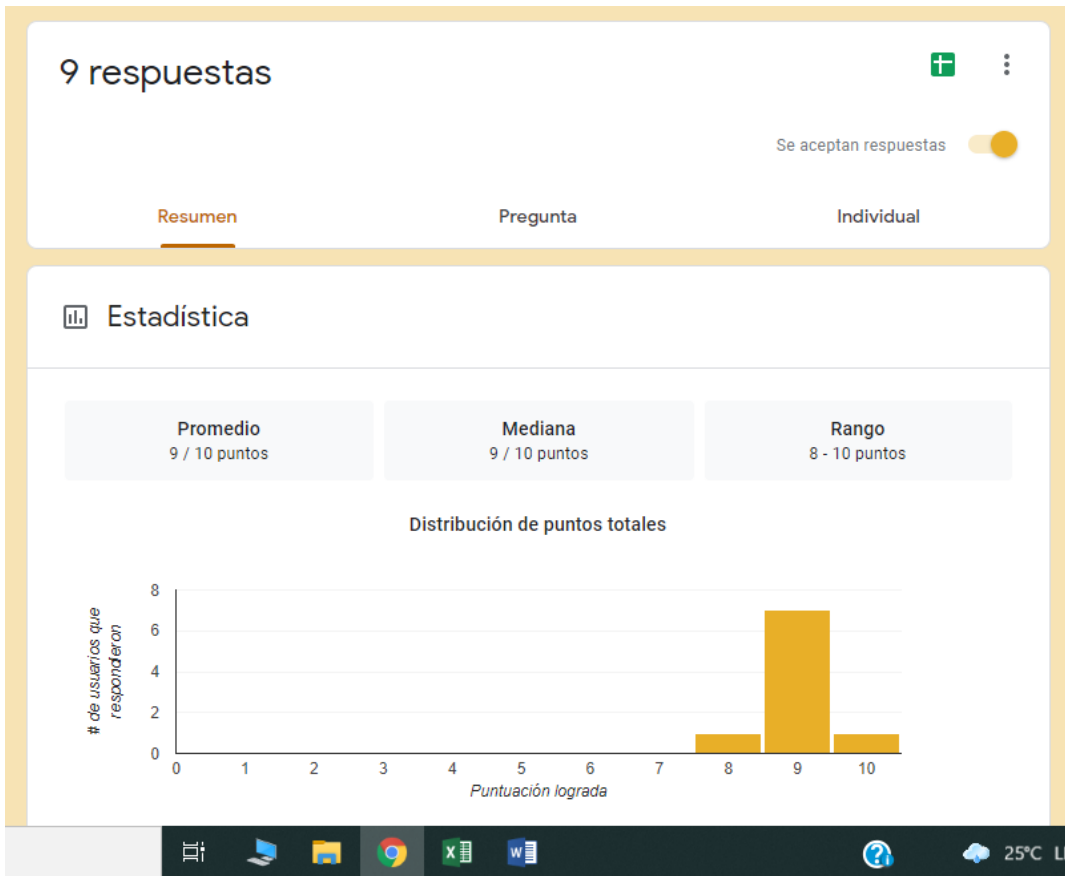 9 respuestas
Se aceptan respuestas
Resumen
Pregunta
Individual
Estadística
Promedio
9 / 10 puntos
Mediana
9 / 10 puntos
Rango
8 - 10 puntos
Distribución de puntos totales
# de usuarios que
respondieron
8
6
4
2
0
0 1 2 3 4 5 6 7 8 9 10
Puntuación lograda
25°C